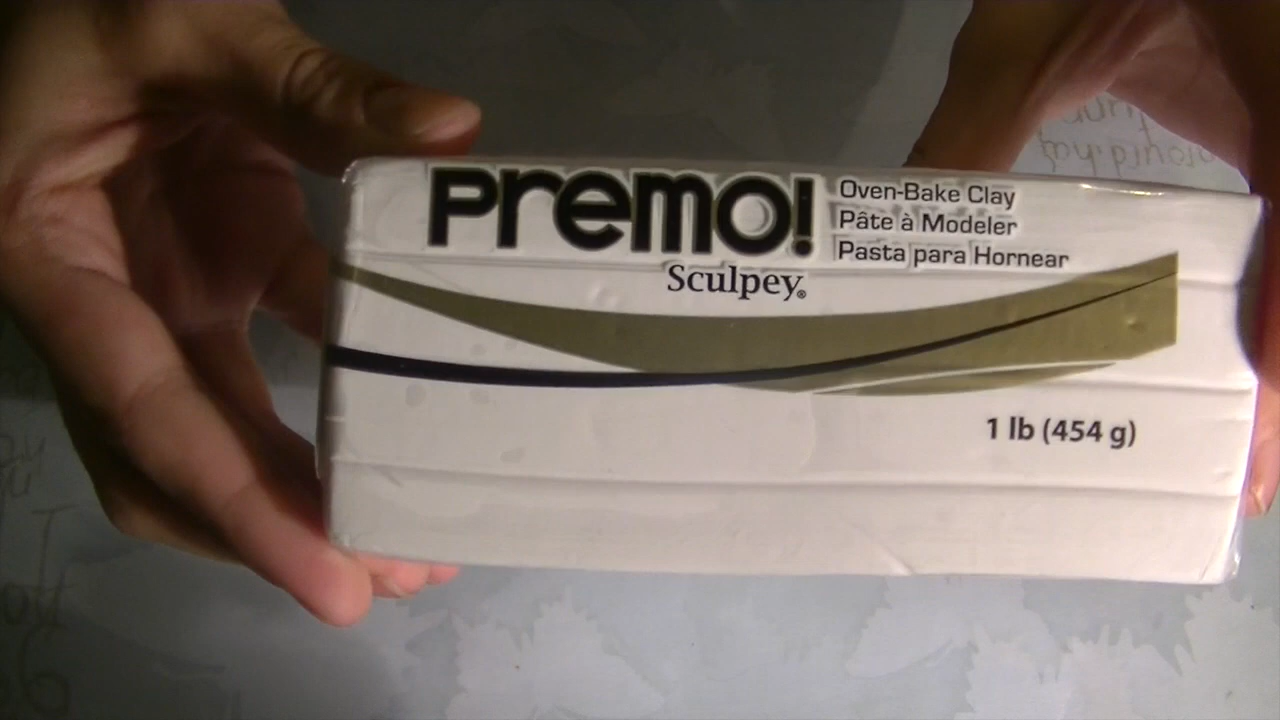 Premo!
Sculpey®
Oven-Bake Clay
Pâte à Modeler
Pasta para Hornear
1 lb (454 g)